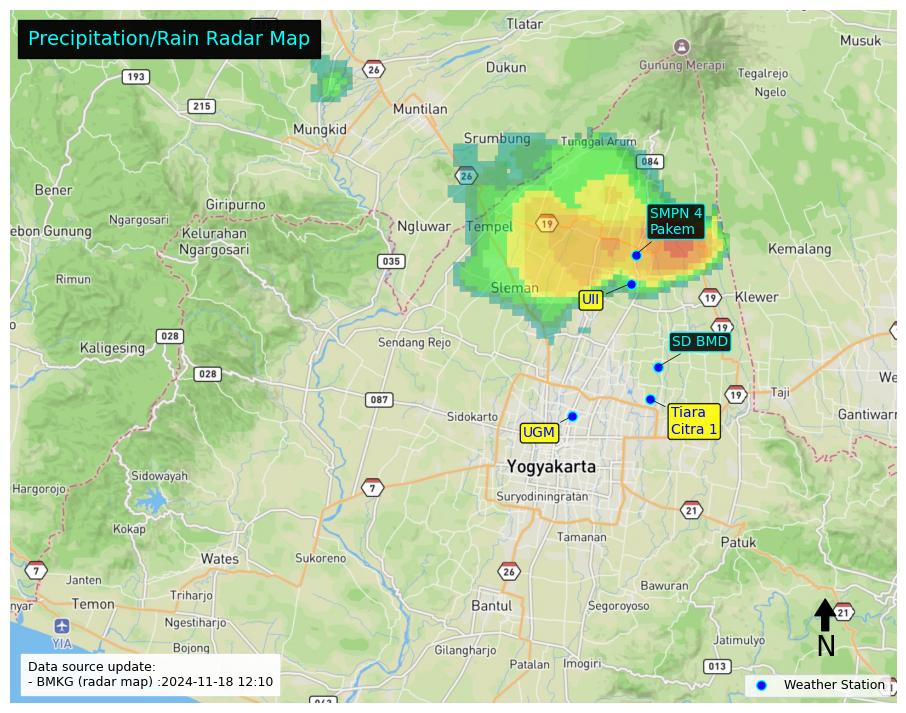 Precipitation/Rain Radar Map
Tlatar
Musuk
26
Dukun
Gunung Merapi
193
Tegalrejo
Ngelo
215
Muntilan
Mungkid
Srumbung
Tunggal Arum
084
26
Bener
Giripurno
SMPN 4
Pakem
Ngargosari
ebon Gunung
Kelurahan
Ngargosari
Ngluwar
Tempel
19
Kemalang
035
Rimun
Sleman
UII
19
Klewer
19
028
Kaligesing
Sendang Rejo
SD BMD
028
087
19
Taji
We
Sidokarto
Tiara
Citra 1
Gantiwarn
UGM
Yogyakarta
Sidowayah
Hargorojo
7
Suryodiningratan
21
Kokap
Tamanan
Patuk
Wates
Sukoreno
7
26
Janten
Bawuran
Triharjo
nyar
Temon
Bantul
Segoroyoso
21
Ngestiharjo
YIA
Jatimulyo
N
Bojong
Gilangharjo
Patalan
Imogiri
013
Data source update:
- BMKG (radar map) :2024-11-18 12:10
Weather Station